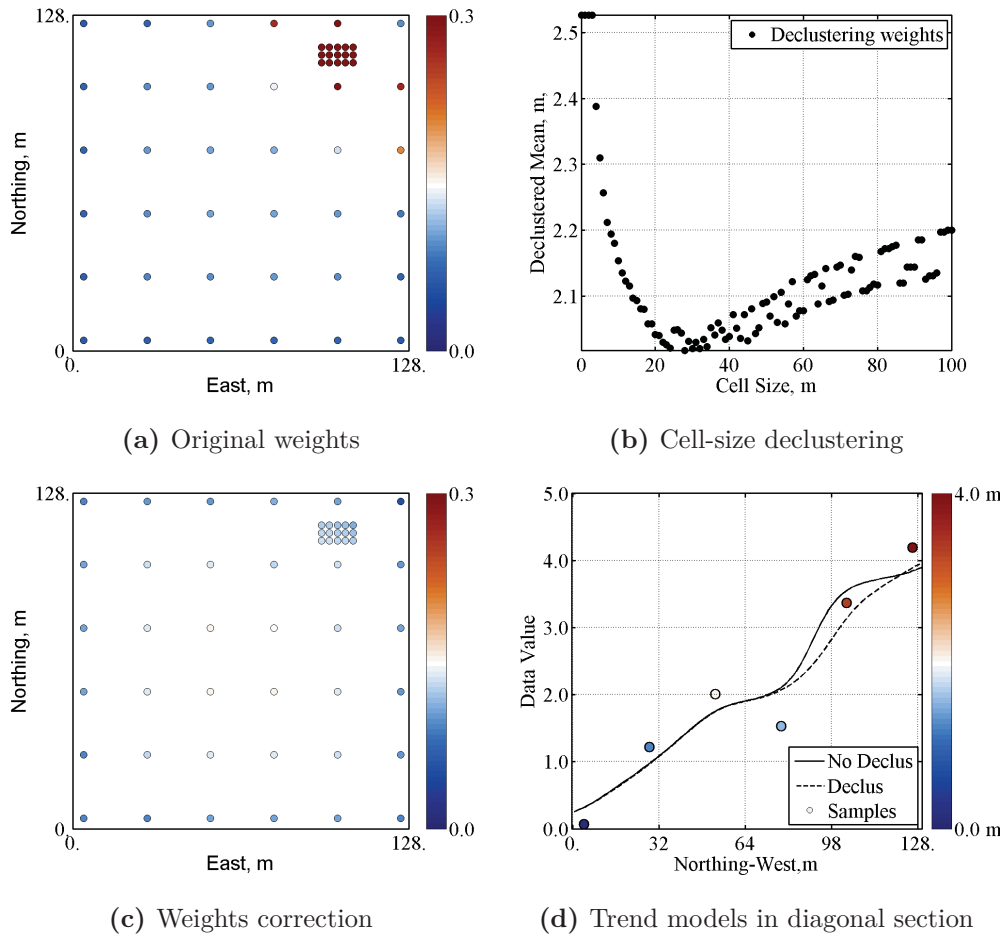 128.
Northing, m
0.
0.
128.
East, m
0.3
0.0
(a) Original weights
Declustered Mean, m,
2.5
2.4
2.3
2.2
2.1
0
20
40
60
80
100
Cell Size, m
Declustering weights
(b) Cell-size declustering
128.
Northing, m
0.
0.
128.
East, m
0.3
0.0
(c) Weights correction
Data Value
5.0
4.0
3.0
2.0
1.0
0.0
0.
32
64
98
128.
Northing-West,m
No Declus
Declus
Samples
4.0 m
0.0 m
(d) Trend models in diagonal section